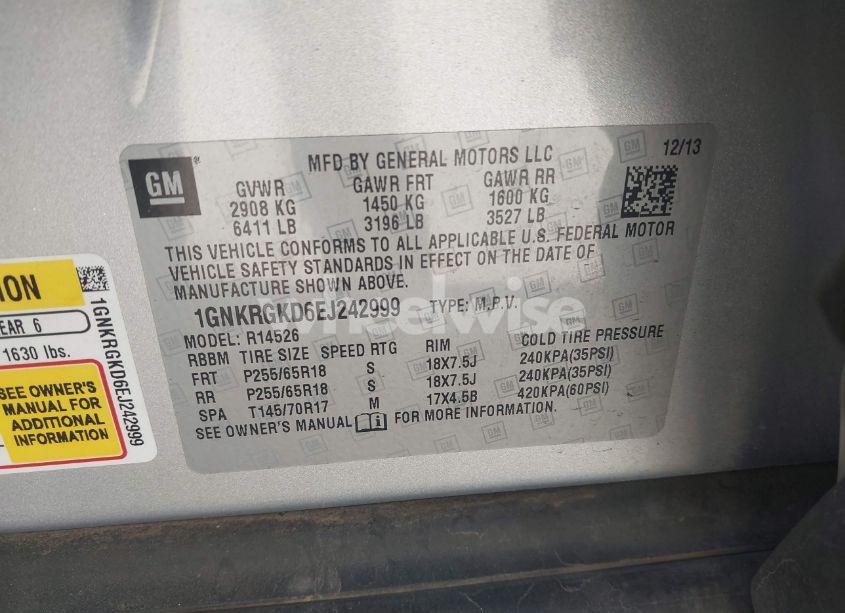 MFD BY GENERAL MOTORS LLC
12/13
GM
GVWR GAWR FRT GAWR RR
2908 KG 1450 KG 1600 KG
6411 LB 3196 LB 3527 LB
THIS VEHICLE CONFORMS TO ALL APPLICABLE U.S. FEDERAL MOTOR
VEHICLE SAFETY STANDARDS IN EFFECT ON THE DATE OF
MANUFACTURE SHOWN ABOVE.
1GNKRGKD6EJ242999 TYPE: M.P.V.
MODEL: R14526
RBBM TIRE SIZE SPEED RTG RIM COLD TIRE PRESSURE
FRT P255/65R18 S 18X7.5J 240KPA(35PSI)
RR P255/65R18 S 18X7.5J 240KPA(35PSI)
SPA T145/70R17 M 17X4.5B 420KPA(60PSI)
SEE OWNER'S MANUAL FOR MORE INFORMATION.
wheelwise
EAR 6
1630 lbs.
SEE OWNER'S
MANUAL FOR
ADDITIONAL
INFORMATION
1GNKRGKD6EJ242999